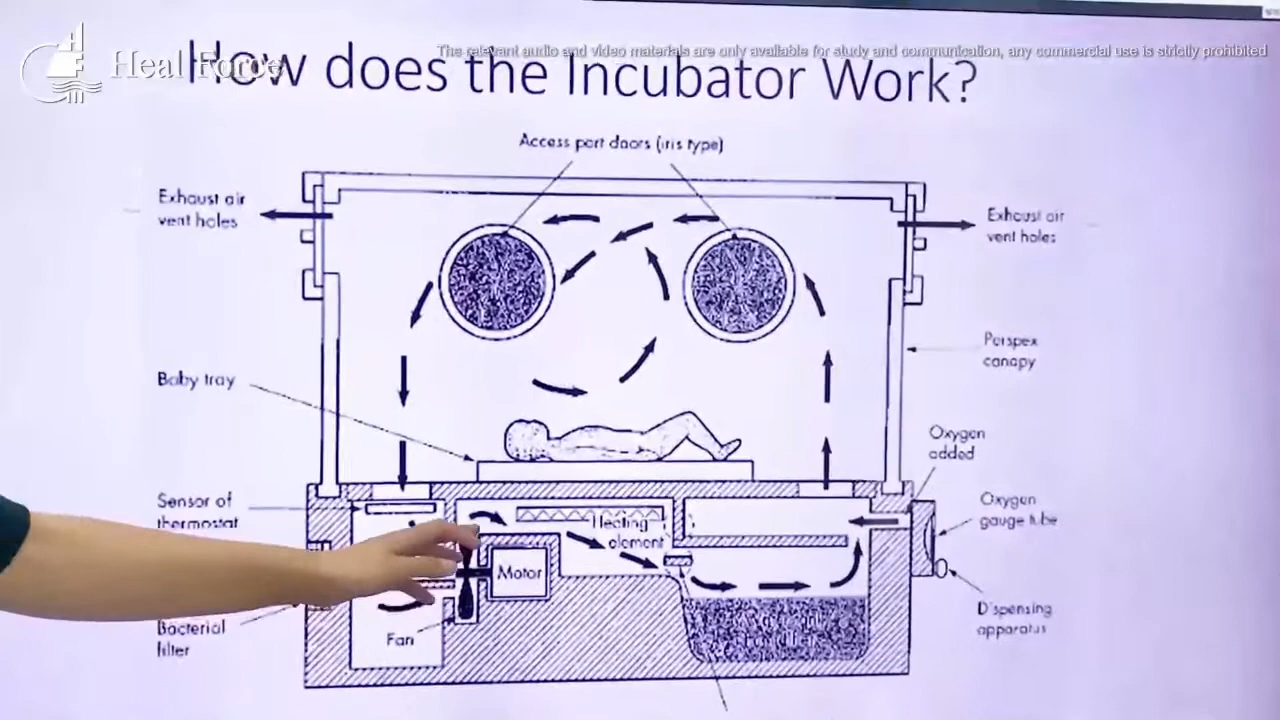 Heal Force
The relevant audio and video materials are only available for study and communication, any commercial use is strictly prohibited
How does the Incubator Work?
Access port doors (iris type)
Exhaust air
vent holes
Exhaust air
vent holes
Perspex
canopy
Baby tray
Oxygen
added
Sensor of
thermostat
Oxygen
gauge tube
Heating
element
Motor
Dispensing
apparatus
Bacterial
filter
Fan